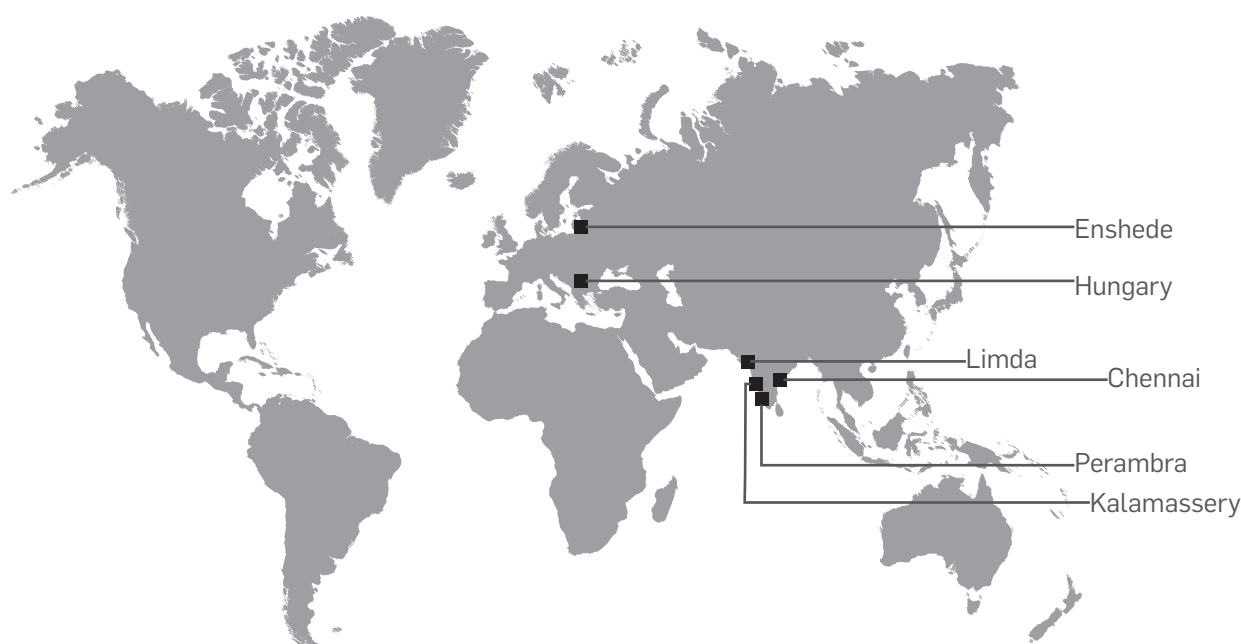 Enshede
Hungary
Limda
Chennai
Perambra
Kalamassery